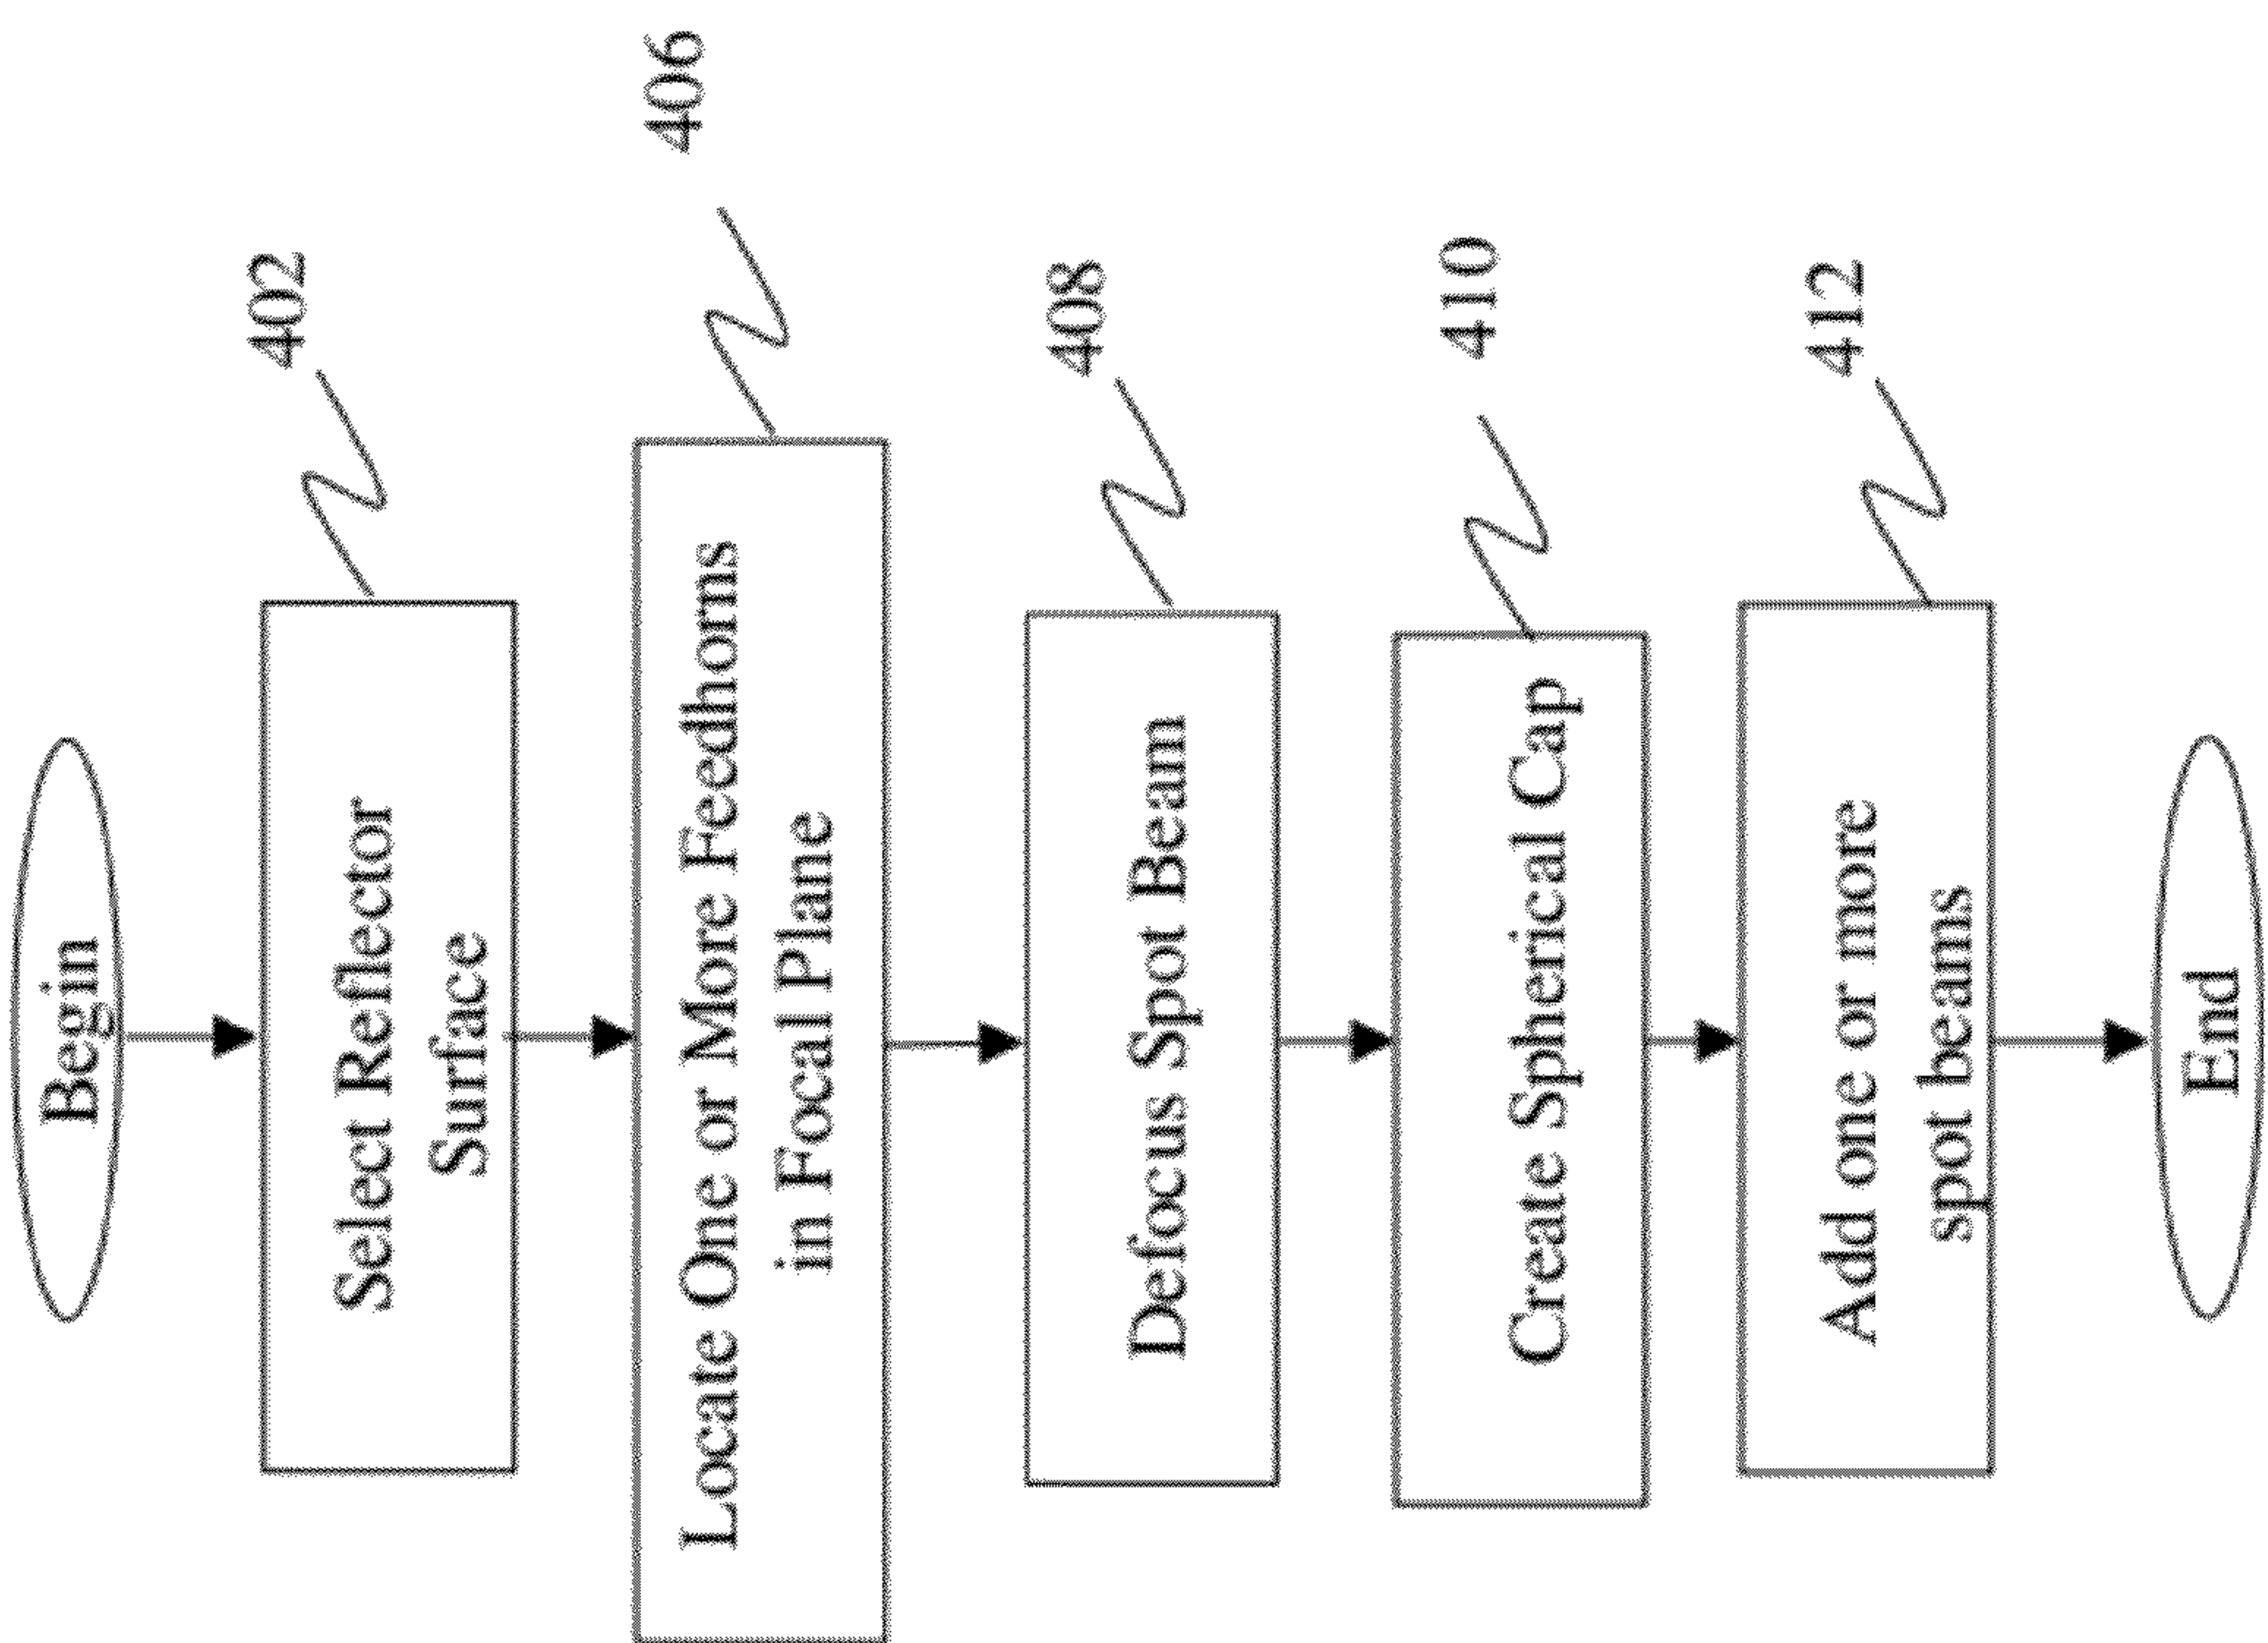 Begin
Select Reflector
Surface
402
Locate One or More Feedhorns
in Focal Plane
406
Defocus Spot Beam
408
Create Spherical Cap
410
Add one or more
spot beams
412
End